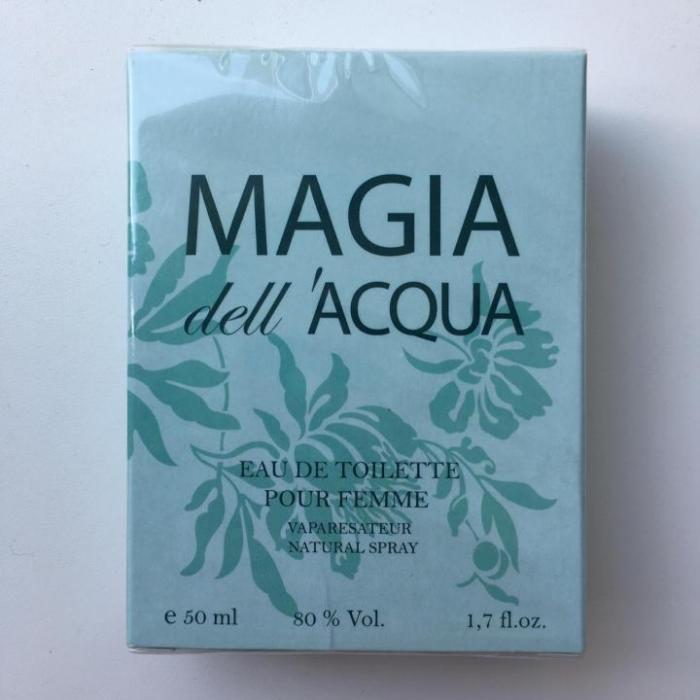 MAGIA
dell'ACQUA
EAU DE TOILETTE
POUR FEMME
VAPARESATEUR
NATURAL SPRAY
e 50 ml 80 % Vol. 1,7 fl.oz.